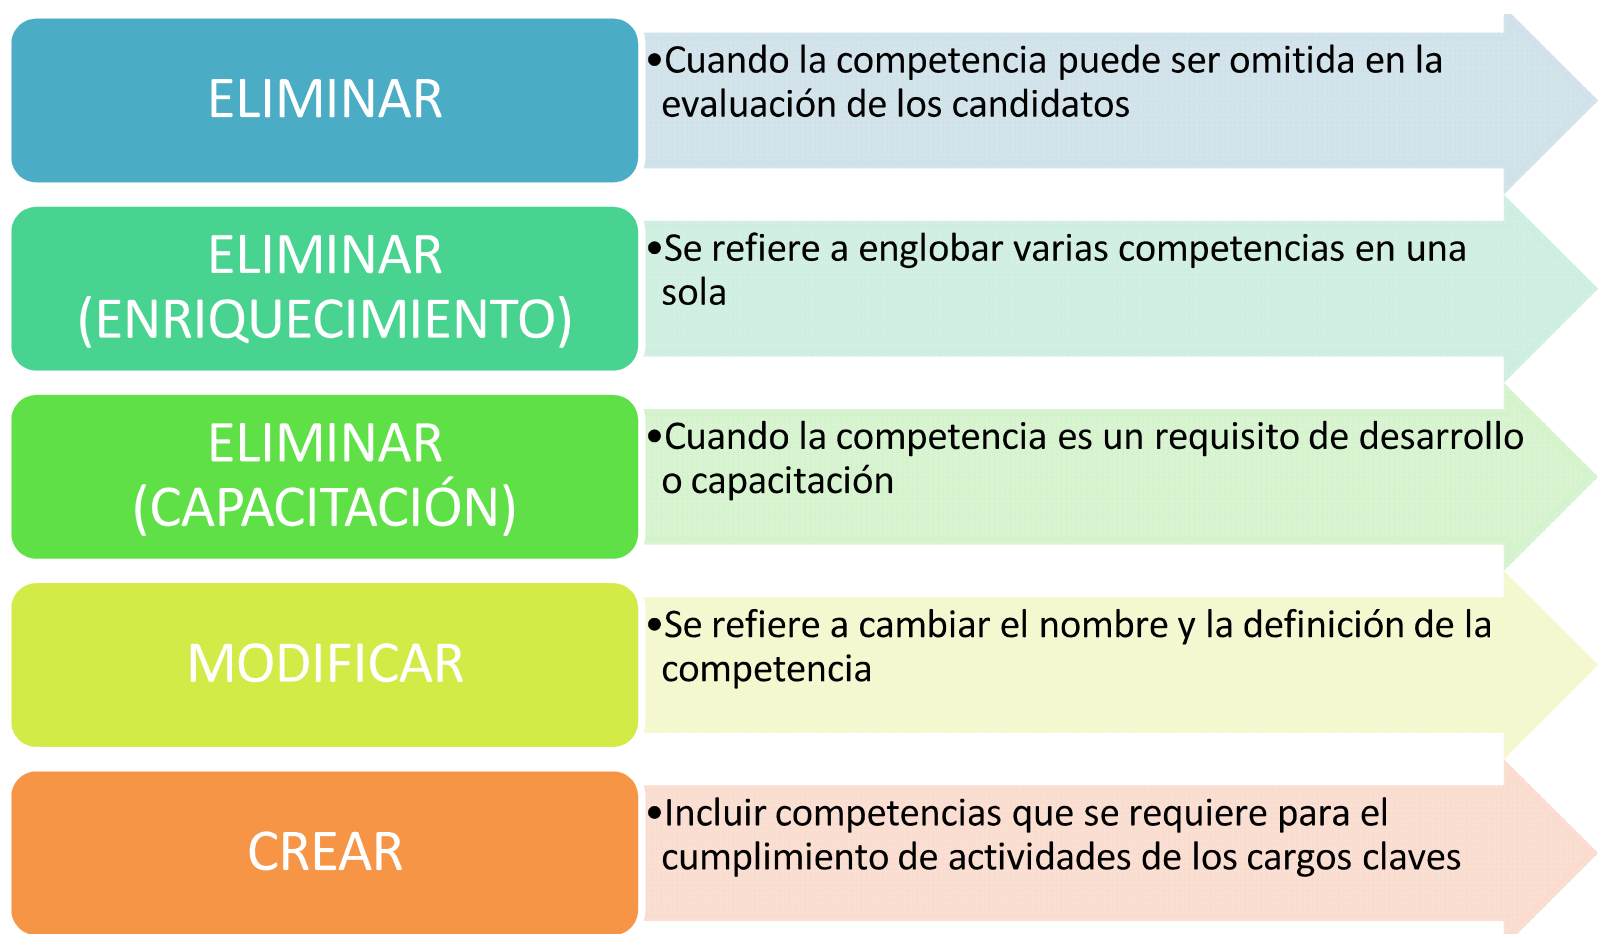 ELIMINAR
•Cuando la competencia puede ser omitida en la
evaluación de los candidatos
ELIMINAR
(ENRIQUECIMIENTO)
•Se refiere a englobar varias competencias en una
sola
ELIMINAR
(CAPACITACIÓN)
•Cuando la competencia es un requisito de desarrollo
o capacitación
MODIFICAR
•Se refiere a cambiar el nombre y la definición de la
competencia
CREAR
•Incluir competencias que se requiere para el
cumplimiento de actividades de los cargos claves